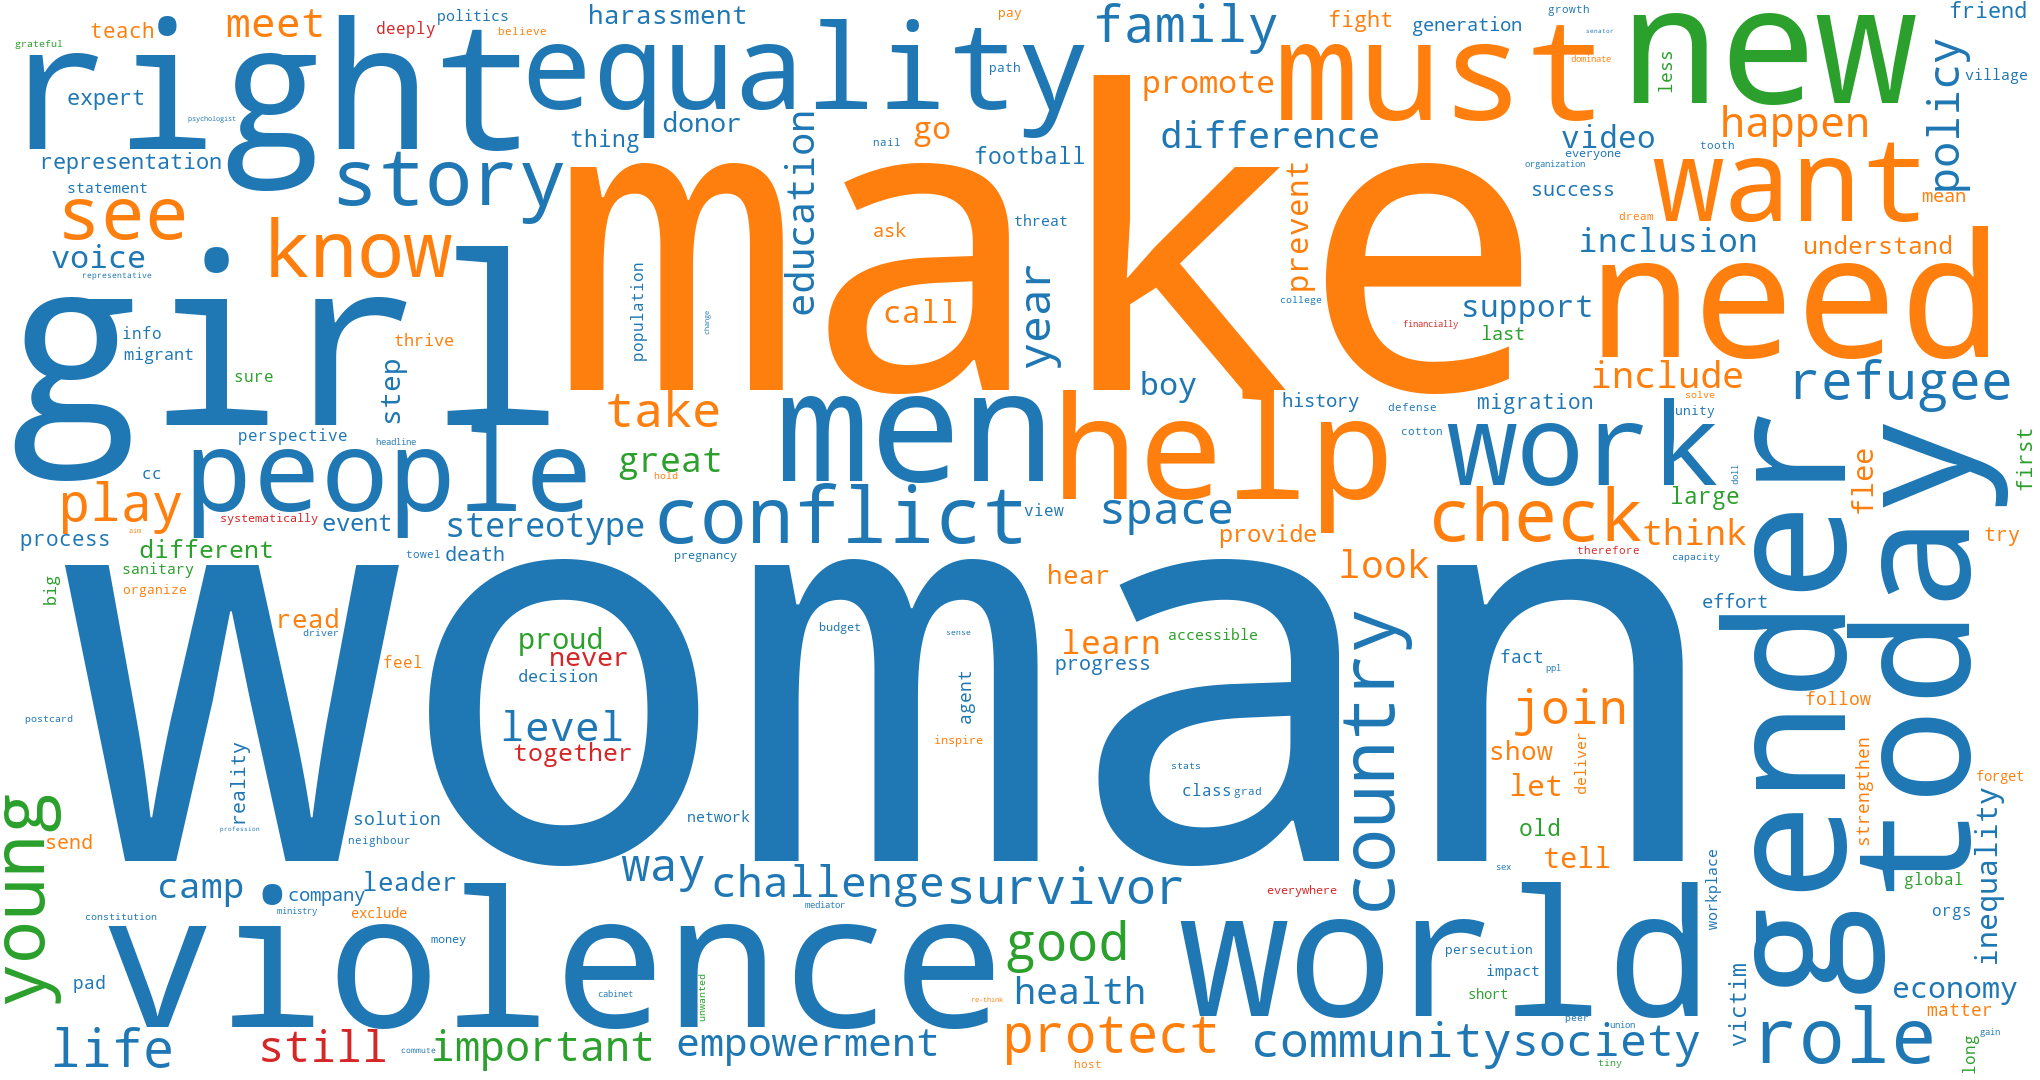 grateful
teach
meet
deeply
politics
believe
harassment
pay
family
fight
generation
growth
senator
friend
right
equality
must
new
path
dominate
less
policy
village
expert
psychologist
promote
representation
thing
donor
education
nail
go
football
difference
video
everyone
happen
tooth
organization
statement
story
make
prevent
success
want
mean
see
know
ask
threat
dream
voice
representative
inclusion
understand
girl
population
change
call
year
college
support
need
info
migrant
thrive
financially
last
sure
step
take
men
boy
help
history
defense
migration
include
solve
unity
refugee
perspective
headline
people
great
hold
cotton
work
doll
first
cc
play
systematically
event
aim
process
stereotype
conflict
view
space
provide
check
large
flee
think
try
different
towel
death
pregnancy
therefore
capacity
sanitary
big
organize
woman
hear
look
gender
today
effort
read
driver
proud
never
decision
budget
sense
learn
accessible
progress
country
fact
ppl
feel
postcard
level
together
agent
inspire
join
follow
show
deliver
strengthen
forget
reality
profession
stats
class
grad
let
young
send
solution
neighbour
network
old
tell
inequality
way
challenge
survivor
sex
workplace
global
camp
company
leader
everywhere
constitution
ministry
exclude
mediator
orgs
violence
money
world
persecution
good
impact
pad
cabinet
unwanted
re-think
health
short
victim
economy
matter
peer
union
gain
life
still
commute
important
empowerment
protect
host
community
society
tiny
role
long